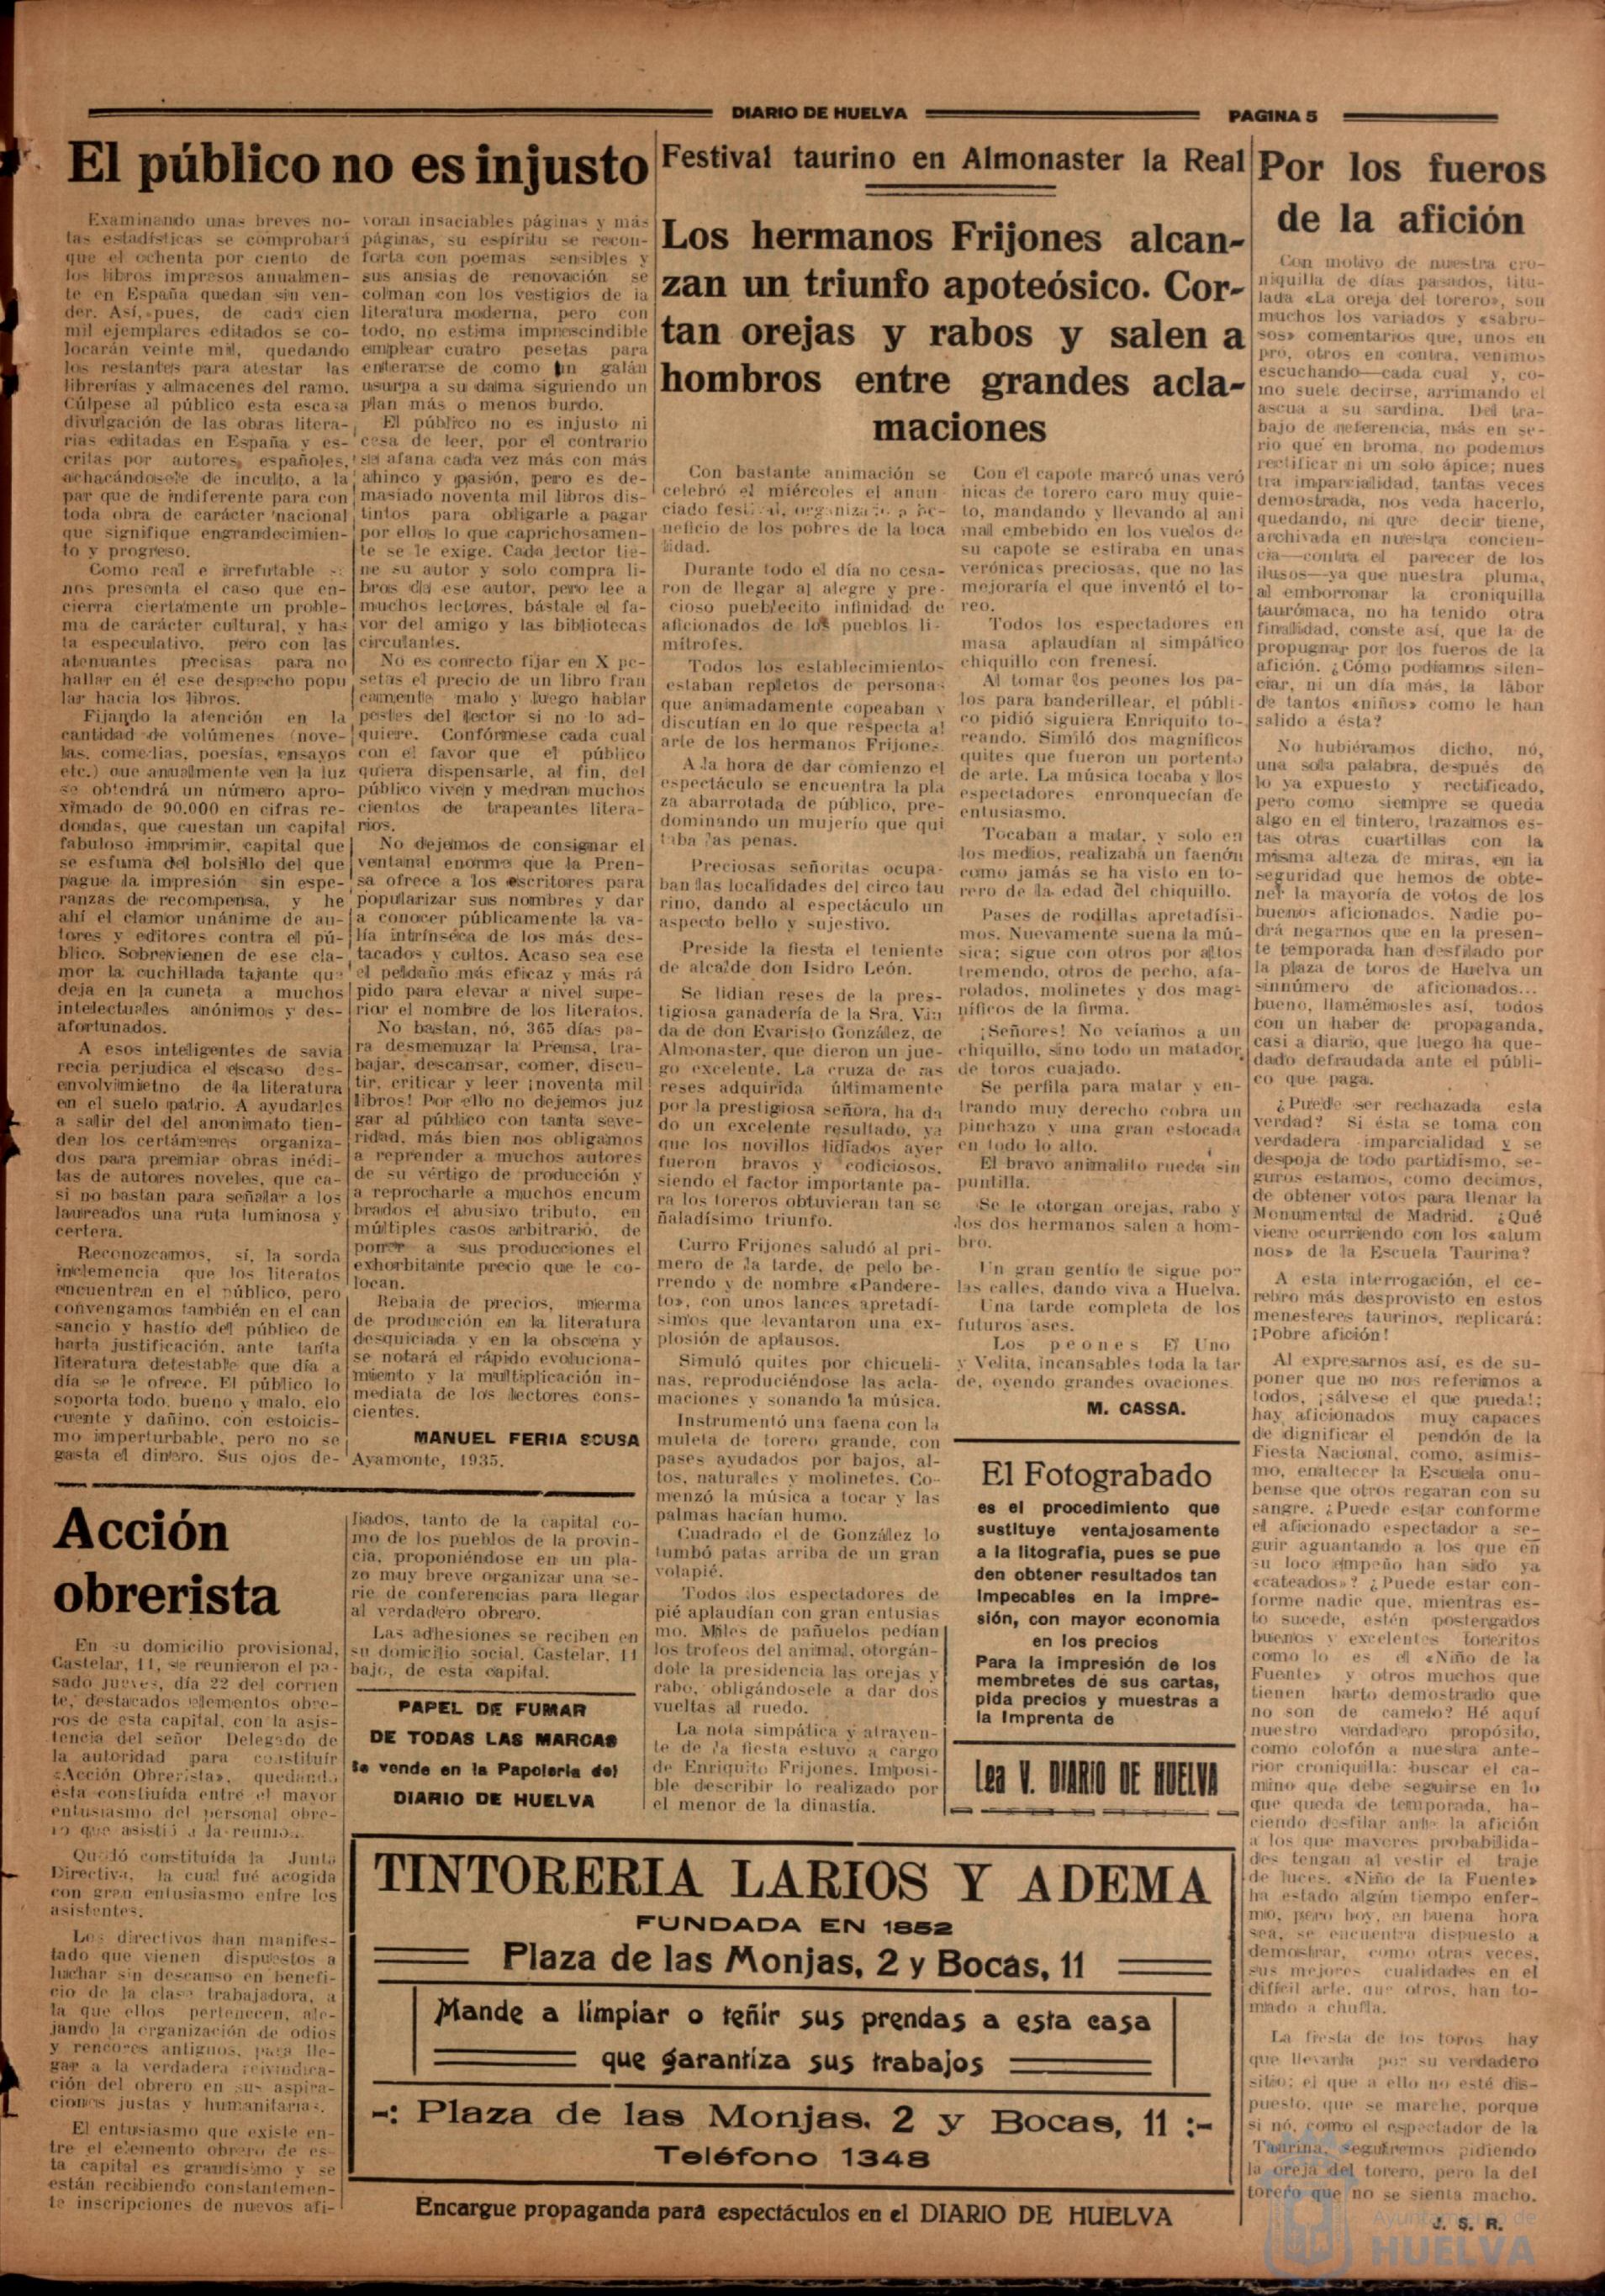 DIARIO DE HUELVA
PAGINA 5
El público no es injusto
Examinando unas breves no-
tas estadísticas se comprobará
que el ochenta por ciento de
los libros impresos anualmen-
te en España quedan sin ven-
der. Así, pues, de cada cien
mil ejemplares editados se co-
locarán veinte mil, quedando
los restantes para atestar las
librerías y almacenes del ramo.
Cúlpese al público esta escasa
divulgación de las obras litera-
rias editadas en España y es-
critas por autores españoles,
achacándosele de inculto, a la
par que de indiferente para con
toda obra de carácter nacional
que signifique engrandecimien-
to y progreso.
Como real e irrefutable se
nos presenta el caso que en-
cierra ciertamente un proble-
ma de carácter cultural, y has
ta especulativo, pero con las
atenuantes precisas para no
hallar en él ese despecho popu
lar hacia los libros.
Fijando la atención en la
cantidad de volúmenes (nove-
las, comedias, poesías, ensayos
etc.) que anualmente ven la luz
se obtendrá un número apro-
ximado de 90.000 en cifras re-
dondas, que cuestan un capital
fabuloso imprimir, capital que
se esfuma del bolsillo del que
pague la impresión sin espe-
ranzas de recompensa, y he
ahí el clamor unánime de au-
tores y editores contra el pú-
blico. Sobrevienen de ese cla-
mor la cuchillada tajante que
deja en la cuneta a muchos
intelectuales anónimos y des-
afortunados.
A esos inteligentes de savia
recia perjudica el escaso des-
envolvimietno de la literatura
en el suelo patrio. A ayudarles
a salir del del anonimato tien-
den los certámenes organiza-
dos para premiar obras inédi-
tas de autores noveles, que ca-
si no bastan para señalar a los
laureados una ruta luminosa y
certera.
Reconozcamos, sí, la sorda
inclemencia que los literatos
encuentren en el público, pero
convengamos también en el can
sancio y hastío del público de
harta justificación, ante tanta
literatura detestable que día a
día se le ofrece. El público lo
soporta todo, bueno y malo, elo
cuente y dañino, con estoicis-
mo imperturbable, pero no se
gasta el dinero. Sus ojos de-
voran insaciables páginas y más
páginas, su espíritu se recon-
forta con poemas sensibles y
sus ansias de renovación se
colman con los vestigios de la
literatura moderna, pero con
todo, no estima imprescindible
emplear cuatro pesetas para
enterarse de como un galán
usurpa a su dama siguiendo un
plan más o menos burdo.
El público no es injusto ni
cesa de leer, por el contrario
se afana cada vez más con más
ahinco y pasión, pero es de-
masiado noventa mil libros dis-
tintos para obligarle a pagar
por ellos lo que caprichosamen-
te se le exige. Cada lector tie-
ne su autor y solo compra li-
bros de ese autor, pero lee a
muchos lectores, bástale el fa-
vor del amigo y las bibliotecas
circulantes.
No es correcto fijar en X pe-
setas el precio de un libro fran
camente malo y luego hablar
pestes del lector si no lo ad-
quiere. Confórmese cada cual
con el favor que el público
quiera dispensarle, al fin, del
público viven y medran muchos
cientos de trapeantes litera-
rios.
No dejemos de consignar el
ventanal enorme que la Pren-
sa ofrece a los escritores para
popularizar sus nombres y dar
a conocer públicamente la va-
lía intrínseca de los más des-
tacados y cultos. Acaso sea ese
el peldaño más eficaz y más rá
pido para elevar a nivel supe-
rior el nombre de los literatos.
No bastan, nó, 365 días pa-
ra desmenuzar la Prensa, tra-
bajar, descansar, comer, discu-
tir, criticar y leer ¡noventa mil
libros! Por ello no dejemos juz
gar al público con tanta seve-
ridad, más bien nos obligamos
a reprender a muchos autores
de su vértigo de producción y
a reprocharle a muchos encum
brados el abusivo tributo, en
múltiples casos arbitrarió, de
poner a sus producciones el
exhorbitante precio que le co-
locan.
Rebaja de precios, merma
de producción en la literatura
desquiciada y en la obscena y
se notará el rápido evoluciona-
miento y la multiplicación in-
mediata de los lectores cons-
cientes.
MANUEL FERIA SOUSA
Ayamonte, 1935.
Acción
obrerista
En su domicilio provisional,
Castelar, 11, se reunieron el pa-
sado jueves, día 22 del corrien
te, destacados elementos obre-
ros de esta capital, con la asis-
tencia del señor Delegado de
la autoridad para constituír
«Acción Obrerista», quedando
ésta constiuída entre el mayor
entusiasmo del personal obre-
ro que asistió a la reunión.
Quedó constituída la Junta
Directiva, la cual fué acogida
con gran entusiasmo entre los
asistentes.
Los directivos han manifes-
tado que vienen dispuestos a
luchar sin descanso en benefi-
cio de la clase trabajadora, a
la que ellos pertenecen, ale-
jando la organización de odios
y rencores antiguos, para lle-
gar a la verdadera reivindica-
ción del obrero en sus aspira-
ciones justas y humanitarias.
El entusiasmo que existe en-
tre el elemento obrero de es-
ta capital es grandísimo y se
están recibiendo constantemen-
te inscripciones de nuevos afi-
liados, tanto de la capital co-
mo de los pueblos de la provin-
cia, proponiéndose en un pla-
zo muy breve organizar una se-
rie de conferencias para llegar
al verdadero obrero.
Las adhesiones se reciben en
su domicilio social, Castelar, 11
bajo, de esta capital.
PAPEL DE FUMAR
DE TODAS LAS MARCAS
se vende en la Papelería del
DIARIO DE HUELVA
Festival taurino en Almonaster la Real
Los hermanos Frijones alcan-
zan un triunfo apoteósico. Cor-
tan orejas y rabos y salen a
hombros entre grandes acla-
maciones
Con bastante animación se
celebró el miércoles el anun
ciado festival, organizado a be-
neficio de los pobres de la loca
lidad.
Durante todo el día no cesa-
ron de llegar al alegre y pre-
cioso pueblecito infinidad de
aficionados de los pueblos li-
mítrofes.
Todos los establecimientos
estaban repletos de personas
que animadamente copeaban y
discutían en lo que respecta al
arte de los hermanos Frijones.
A la hora de dar comienzo el
espectáculo se encuentra la pla
za abarrotada de público, pre-
dominando un mujerío que qui
taba las penas.
Preciosas señoritas ocupa-
ban las localidades del circo tau
rino, dando al espectáculo un
aspecto bello y sujestivo.
Preside la fiesta el teniente
de alcalde don Isidro León.
Se lidian reses de la pres-
tigiosa ganadería de la Sra. Viu
da de don Evaristo González, de
Almonaster, que dieron un jue-
go excelente. La cruza de las
reses adquirida últimamente
por la prestigiosa señora, ha da
do un excelente resultado, ya
que los novillos lidiados ayer
fueron bravos y codiciosos,
siendo el factor importante pa-
ra los toreros obtuvieran tan se
ñaladísimo triunfo.
Curro Frijones saludó al pri-
mero de la tarde, de pelo be-
rrendo y de nombre «Pandere-
to», con unos lances apretadí-
simos que levantaron una ex-
plosión de aplausos.
Simuló quites por chicueli-
nas, reproduciéndose las acla-
maciones y sonando la música.
Instrumentó una faena con la
muleta de torero grande, con
pases ayudados por bajos, al-
tos, naturales y molinetes. Co-
menzó la música a tocar y las
palmas hacían humo.
Cuadrado el de González lo
tumbó patas arriba de un gran
volapié.
Todos los espectadores de
pié aplaudían con gran entusias
mo. Miles de pañuelos pedían
los trofeos del animal, otorgán-
dole la presidencia las orejas y
rabo, obligándosele a dar dos
vueltas al ruedo.
La nota simpática y atrayen-
te de la fiesta estuvo a cargo
de Enriquito Frijones. Imposi-
ble describir lo realizado por
el menor de la dinastía.
Con el capote marcó unas veró
nicas de torero caro muy quie-
to, mandando y llevando al ani
mal embebido en los vuelos de
su capote se estiraba en unas
verónicas preciosas, que no las
mejoraría el que inventó el to-
reo.
Todos los espectadores en
masa aplaudían al simpático
chiquillo con frenesí.
Al tomar los peones los pa-
los para banderillear, el públi-
co pidió siguiera Enriquito to-
reando. Similó dos magníficos
quites que fueron un portento
de arte. La música tocaba y los
espectadores enronquecían de
entusiasmo.
Tocaban a matar, y solo en
los medios, realizaba un faenón
como jamás se ha visto en to-
rero de la edad del chiquillo.
Pases de rodillas apretadísi-
mos. Nuevamente suena la mú-
sica; sigue con otros por altos
tremendo, otros de pecho, afa-
rolados, molinetes y dos mag-
níficos de la firma.
¡Señores! No veíamos a un
chiquillo, sino todo un matador
de toros cuajado.
Se perfila para matar y en-
trando muy derecho cobra un
pinchazo y una gran estocada
en todo lo alto.
El bravo animalito rueda sin
puntilla.
Se le otorgan orejas, rabo y
los dos hermanos salen a hom-
bro.
Un gran gentío le sigue por
las calles, dando viva a Huelva.
Una tarde completa de los
futuros ases.
Los peones El Uno
y Velita, incansables toda la tar
de, oyendo grandes ovaciones.
M. CASSA.
El Fotograbado
es el procedimiento que
sustituye ventajosamente
a la litografia, pues se pue
den obtener resultados tan
impecables en la impre-
sión, con mayor economia
en los precios
Para la impresión de los
membretes de sus cartas,
pida precios y muestras a
la Imprenta de
Lea V. DIARIO DE HUELVA
TINTORERIA LARIOS Y ADEMA
FUNDADA EN 1852
Plaza de las Monjas, 2 y Bocas, 11
Mande a limpiar o teñir sus prendas a esta casa
que garantiza sus trabajos
-: Plaza de las Monjas, 2 y Bocas, 11 :-
Teléfono 1348
Encargue propaganda para espectáculos en el DIARIO DE HUELVA
Por los fueros
de la afición
Con motivo de nuestra cro-
niquilla de días pasados, titu-
lada «La oreja del torero», son
muchos los variados y «sabro-
sos» comentarios que, unos en
pro, otros en contra, venimos
escuchando—cada cual y, co-
mo suele decirse, arrimando el
ascua a su sardina. Del tra-
bajo de referencia, más en se-
rio que en broma, no podemos
rectificar ni un solo ápice; nues
tra imparcialidad, tantas veces
demostrada, nos veda hacerlo,
quedando, ni que decir tiene,
archivada en nuestra concien-
cia—contra el parecer de los
ilusos—ya que nuestra pluma,
al emborronar la croniquilla
taurómaca, no ha tenido otra
finalidad, conste así, que la de
propugnar por los fueros de la
afición. ¿Cómo podíamos silen-
ciar, ni un día más, la lábor
de tantos «niños» como le han
salido a ésta?
No hubiéramos dicho, nó,
una sola palabra, después de
lo ya expuesto y rectificado,
pero como siempre se queda
algo en el tintero, trazamos es-
tas otras cuartillas con la
misma alteza de miras, en la
seguridad que hemos de obte-
ner la mayoría de votos de los
buenos aficionados. Nadie po-
drá negarnos que en la presen-
te temporada han desfilado por
la plaza de toros de Huelva un
sinnúmero de aficionados...
bueno, llamémosles así, todos
con un haber de propaganda,
casi a diario, que luego ha que-
dado defraudada ante el públi-
co que paga.
¿Puede ser rechazada esta
verdad? Si ésta se toma con
verdadera imparcialidad y se
despoja de todo partidismo, se-
guros estamos, como decimos,
de obtener votos para llenar la
Monumental de Madrid. ¿Qué
viene ocurriendo con los «alum
nos» de la Escuela Taurina?
A esta interrogación, el ce-
rebro más desprovisto en estos
menesteres taurinos, replicará:
¡Pobre afición!
Al expresarnos así, es de su-
poner que no nos referimos a
todos, ¡sálvese el que pueda!;
hay aficionados muy capaces
de dignificar el pendón de la
Fiesta Nacional, como, asimis-
mo, enaltecer la Escuela onu-
bense que otros regaran con su
sangre. ¿Puede estar conforme
el aficionado espectador a se-
guir aguantando a los que en
su loco empeño han sido ya
«cateados»? ¿Puede estar con-
forme nadie que, mientras es-
to sucede, estén postergados
buenos y excelentes toreritos
como lo es el «Niño de la
Fuente» y otros muchos que
tienen harto demostrado que
no son de camelo? Hé aquí
nuestro verdadero propósito,
como colofón a nuestra ante-
rior croniquilla: buscar el ca-
mino que debe seguirse en lo
que queda de temporada, ha-
ciendo desfilar ante la afición
a los que mayores probabilida-
des tengan al vestir el traje
de luces. «Niño de la Fuente»
ha estado algún tiempo enfer-
mo, pero hoy, en buena hora
sea, se encuentra dispuesto a
demostrar, como otras veces,
sus mejores cualidades en el
difícil arte, que otros, han to-
mado a chufla.
La fiesta de los toros hay
que llevarla por su verdadero
sitio; el que a ello no esté dis-
puesto, que se marche, porque
si nó, como el espectador de la
Taurina, seguiremos pidiendo
la oreja del torero, pero la del
torero que no se sienta macho.
J. S. R.
Ayuntamiento de
HUELVA